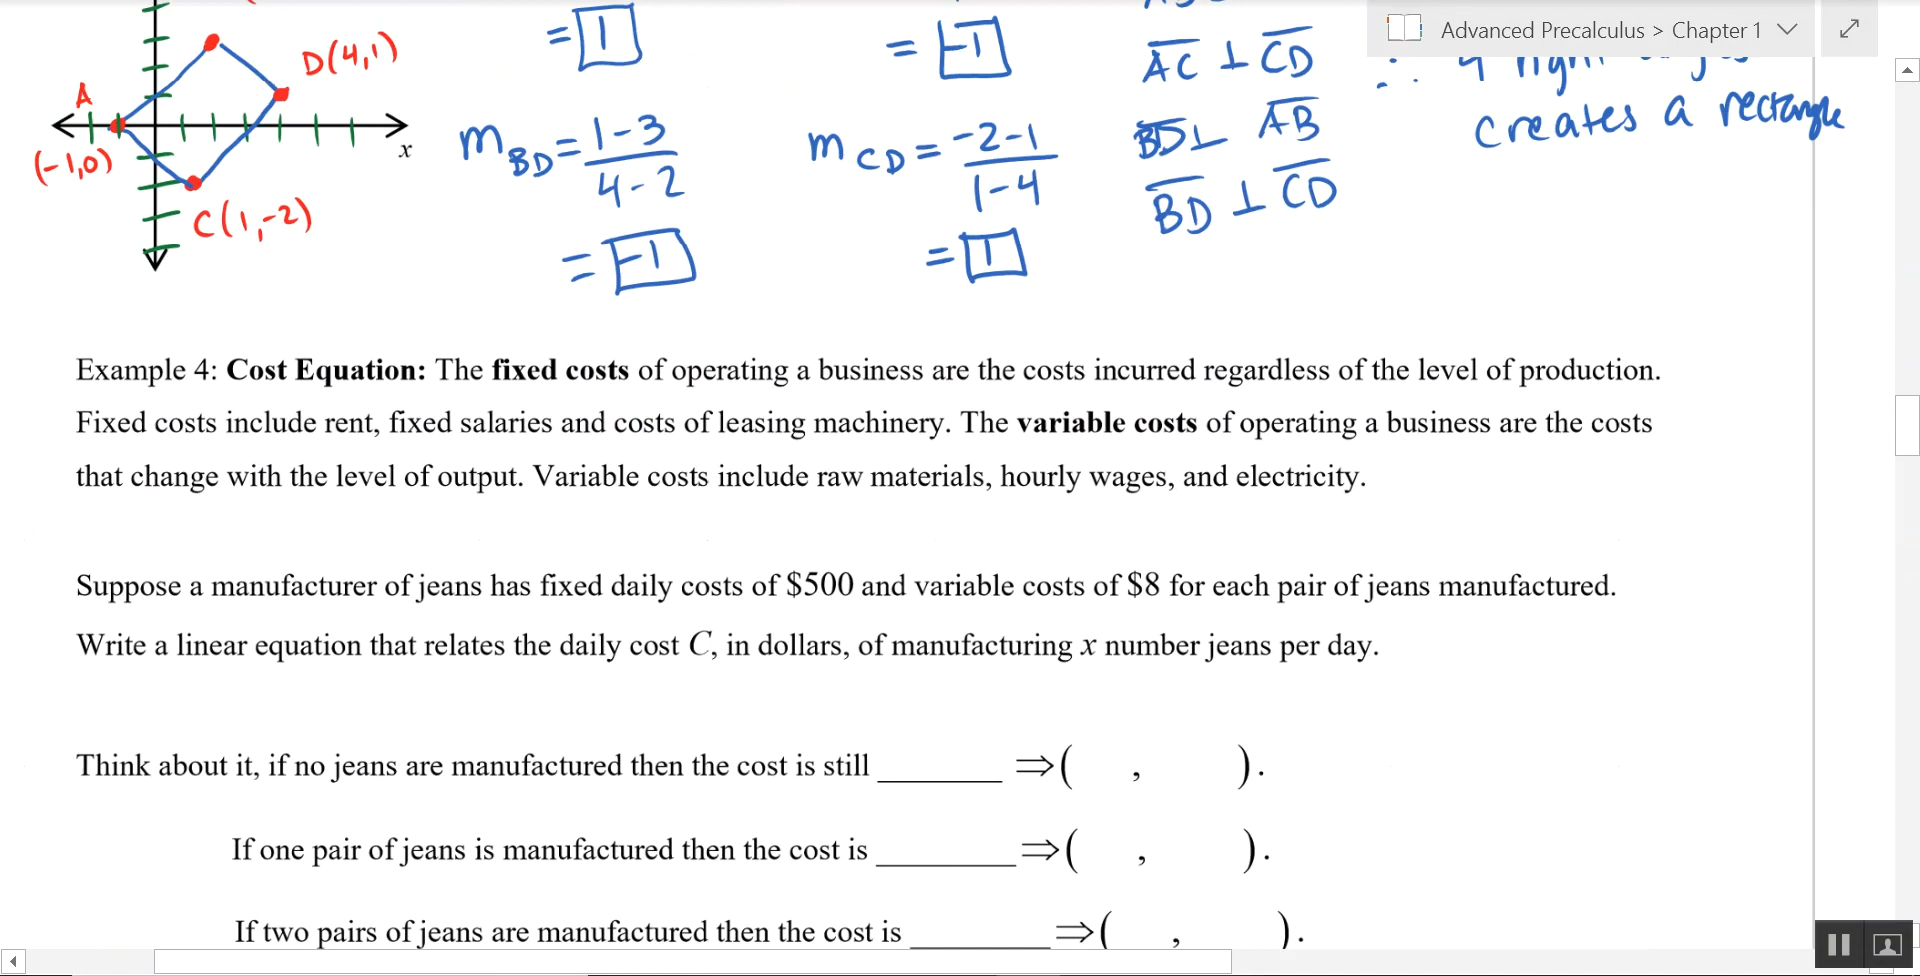 Advanced Precalculus > Chapter 1
= 1
= -1
AC ⊥ CD
∴ 4
D(4,1)
A
(-1,0)
x
C(1,-2)
m BD = 1-3 / 4-2
= -1
m CD = -2-1 / 1-4
= 1
BD ⊥ AB
BD ⊥ CD
creates a rectangle
Example 4: Cost Equation: The fixed costs of operating a business are the costs incurred regardless of the level of production.
Fixed costs include rent, fixed salaries and costs of leasing machinery. The variable costs of operating a business are the costs
that change with the level of output. Variable costs include raw materials, hourly wages, and electricity.
Suppose a manufacturer of jeans has fixed daily costs of $500 and variable costs of $8 for each pair of jeans manufactured.
Write a linear equation that relates the daily cost C, in dollars, of manufacturing x number jeans per day.
Think about it, if no jeans are manufactured then the cost is still ________ ⇒( , ).
If one pair of jeans is manufactured then the cost is _________⇒( , ).
If two pairs of jeans are manufactured then the cost is _________⇒( , ).